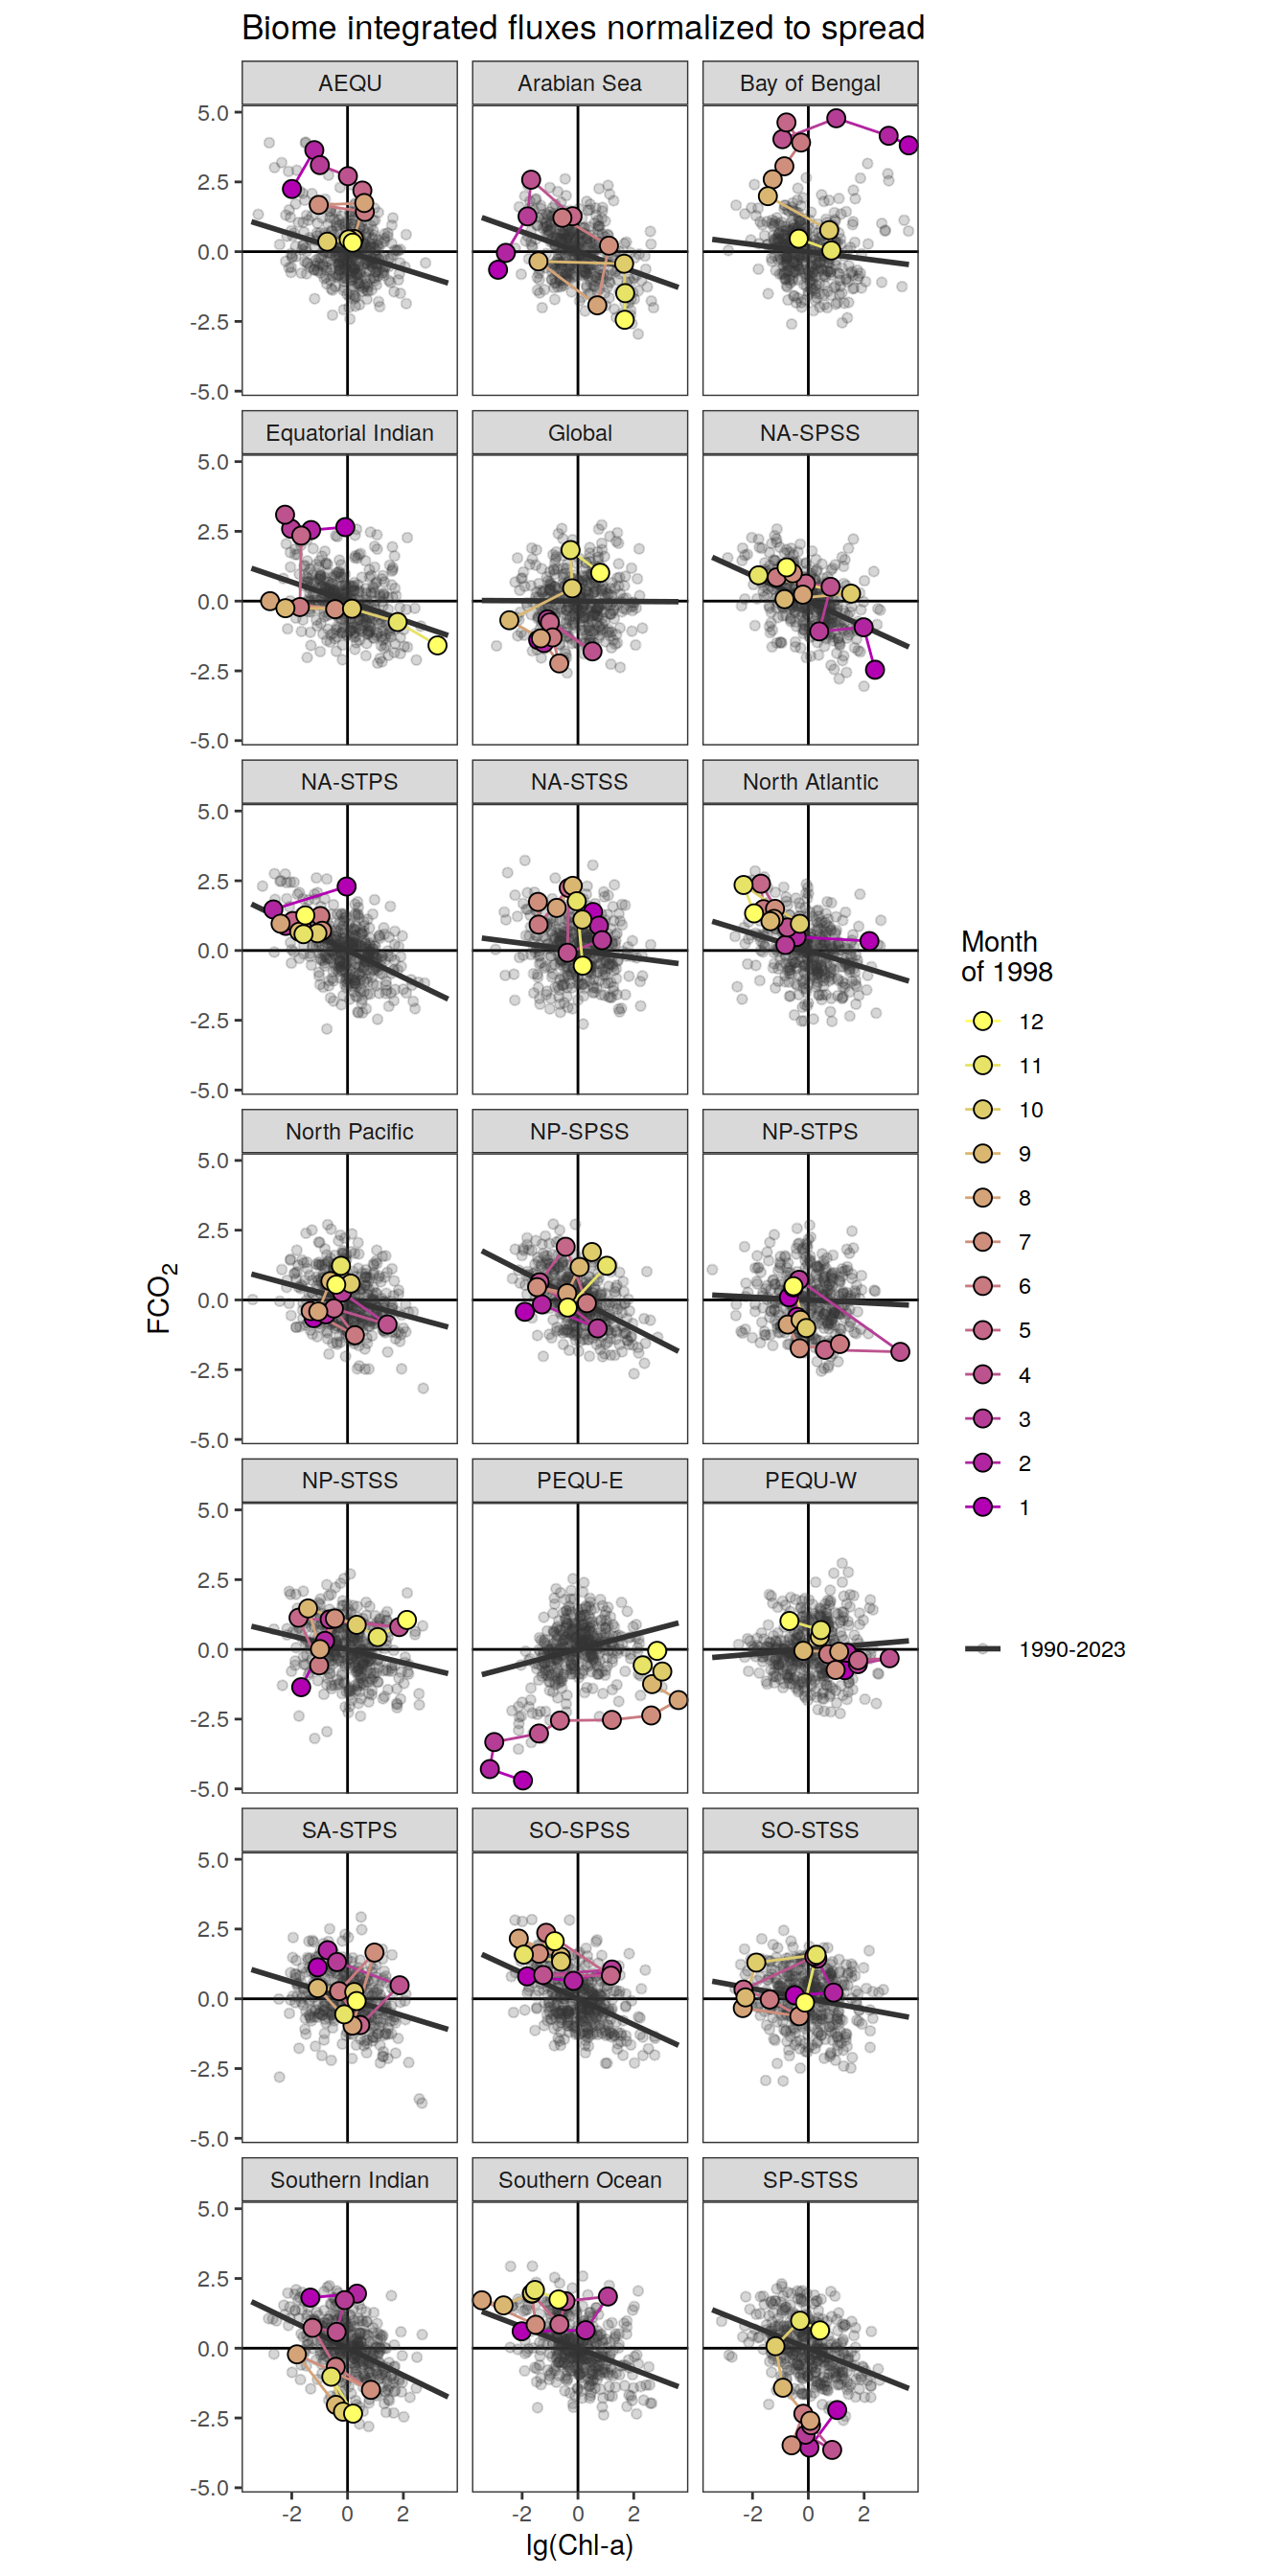 Biome integrated fluxes normalized to spread
AEQU
Arabian Sea
Bay of Bengal
5.0
2.5
0.0
-2.5
-5.0
Equatorial Indian
Global
NA-SPSS
5.0
2.5
0.0
-2.5
-5.0
NA-STPS
NA-STSS
North Atlantic
5.0
2.5
0.0
-2.5
-5.0
North Pacific
NP-SPSS
NP-STPS
5.0
2.5
0.0
-2.5
-5.0
NP-STSS
PEQU-E
PEQU-W
5.0
2.5
0.0
-2.5
-5.0
SA-STPS
SO-SPSS
SO-STSS
5.0
2.5
0.0
-2.5
-5.0
Southern Indian
Southern Ocean
SP-STSS
5.0
2.5
0.0
-2.5
-5.0
-2 0 2
-2 0 2
-2 0 2
lg(Chl-a)
FCO2
Month
of 1998
12
11
10
9
8
7
6
5
4
3
2
1
1990-2023